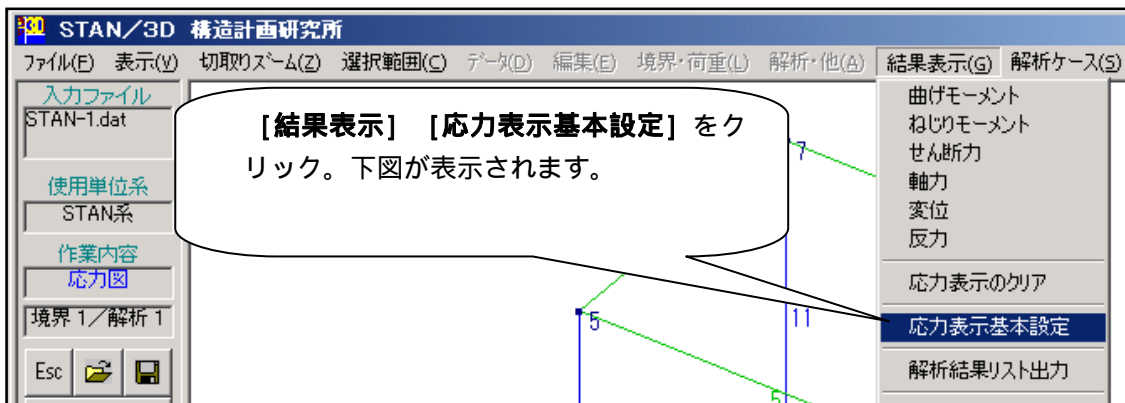 STAN／3D 構造計画研究所
ファイル(F) 表示(V) 切取りズーム(Z) 選択範囲(C) データ(D) 編集(E) 境界・荷重(L) 解析・他(A) 結果表示(G) 解析ケース(S)
入力ファイル
STAN-1.dat
使用単位系
STAN系
作業内容
応力図
境界 1／解析 1
Esc
［結果表示］ ［応力表示基本設定］をク
リック。下図が表示されます。
7
5
11
5
曲げモーメント
ねじりモーメント
せん断力
軸力
変位
反力
応力表示のクリア
応力表示基本設定
解析結果リスト出力